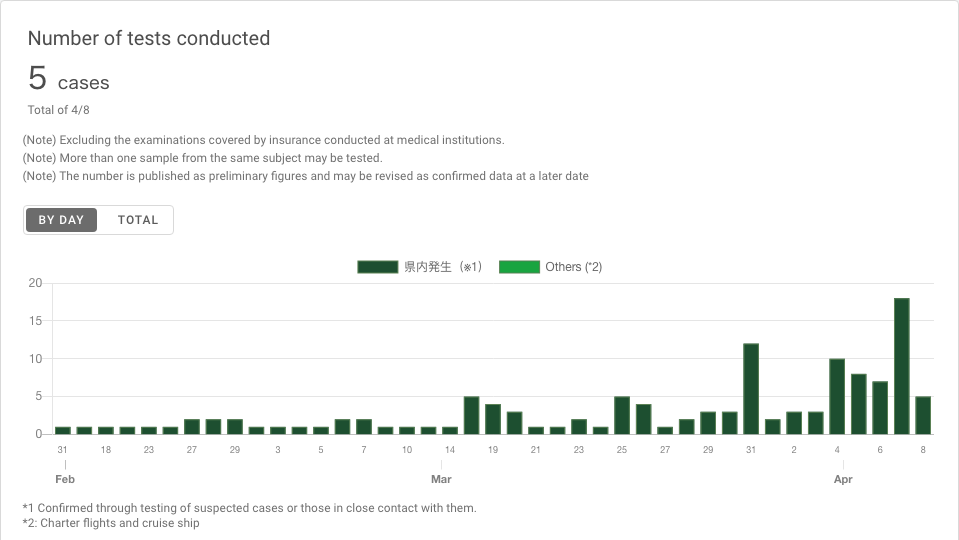 Number of tests conducted
5 cases
Total of 4/8
(Note) Excluding the examinations covered by insurance conducted at medical institutions.
(Note) More than one sample from the same subject may be tested.
(Note) The number is published as preliminary figures and may be revised as confirmed data at a later date
BY DAY TOTAL
県内発生（※1） Others (*2)
20
15
10
5
0
31 18 23 27 29 3 5 7 10 14 19 21 23 25 27 29 31 2 4 6 8
Feb Mar Apr
*1 Confirmed through testing of suspected cases or those in close contact with them.
*2: Charter flights and cruise ship